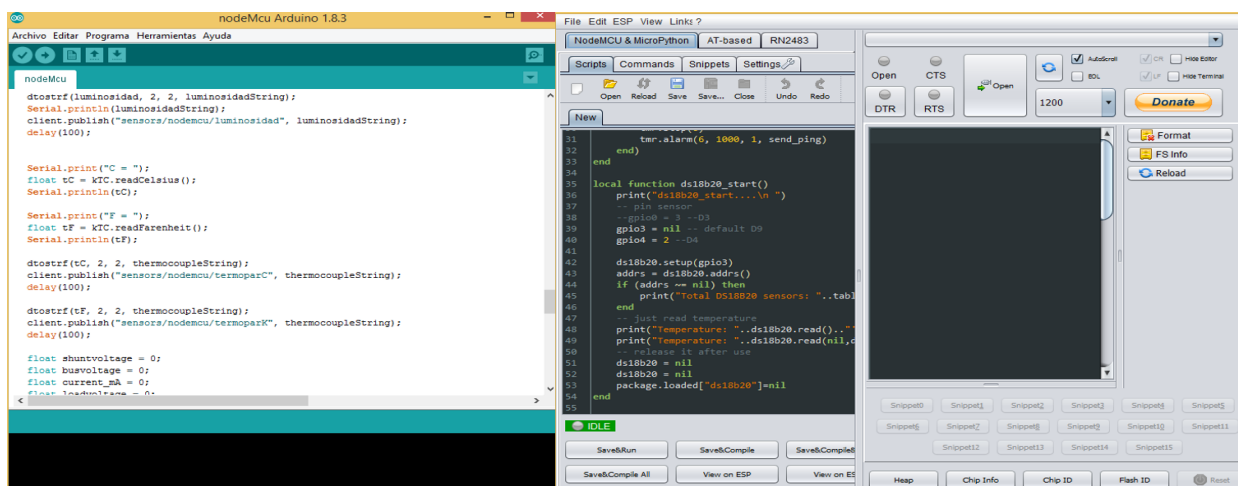 nodeMcu Arduino 1.8.3
Archivo Editar Programa Herramientas Ayuda
nodeMcu
dtostrf(luminosidad, 2, 2, luminosidadString);
Serial.println(luminosidadString);
client.publish("sensors/nodemcu/luminosidad", luminosidadString);
delay(100);
Serial.print("C = ");
float tC = kTC.readCelsius();
Serial.println(tC);
Serial.print("F = ");
float tF = kTC.readFarenheit();
Serial.println(tF);
dtostrf(tC, 2, 2, thermocoupleString);
client.publish("sensors/nodemcu/termoparC", thermocoupleString);
delay(100);
dtostrf(tF, 2, 2, thermocoupleString);
client.publish("sensors/nodemcu/termoparK", thermocoupleString);
delay(100);
float shuntvoltage = 0;
float busvoltage = 0;
float current_mA = 0;
float loadvoltage = 0;
File Edit ESP View Links ?
NodeMCU & MicroPython AT-based RN2483
Scripts Commands Snippets Settings
Open Reload Save Save... Close Undo Redo
New
31 tmr.alarm(6, 1000, 1, send_ping)
32 end)
33 end
34
35 local function ds18b20_start()
36 print("ds18b20_start....\n ")
37 -- pin sensor
38 --gpio0 = 3 --D3
39 gpio3 = nil -- default D9
40 gpio4 = 2 --D4
41
42 ds18b20.setup(gpio3)
43 addrs = ds18b20.addrs()
44 if (addrs ~= nil) then
45 print("Total DS18B20 sensors: "..tabl
46 end
47 -- just read temperature
48 print("Temperature: "..ds18b20.read().."'
49 print("Temperature: "..ds18b20.read(nil,
50 -- release it after use
51 ds18b20 = nil
52 ds18b20 = nil
53 package.loaded["ds18b20"]=nil
54 end
55
IDLE
Save&Run Save&Compile Save&Compile
Save&Compile All View on ESP View on ES
Open CTS
DTR RTS
Open
AutoScroll CR Hide Editor
EOL LF Hide Terminal
1200
Donate
Format
FS Info
Reload
Snippet0 Snippet1 Snippet2 Snippet3 Snippet4 Snippet5
Snippet6 Snippet7 Snippet8 Snippet9 Snippet10 Snippet11
Snippet12 Snippet13 Snippet14 Snippet15
Heap Chip Info Chip ID Flash ID Reset